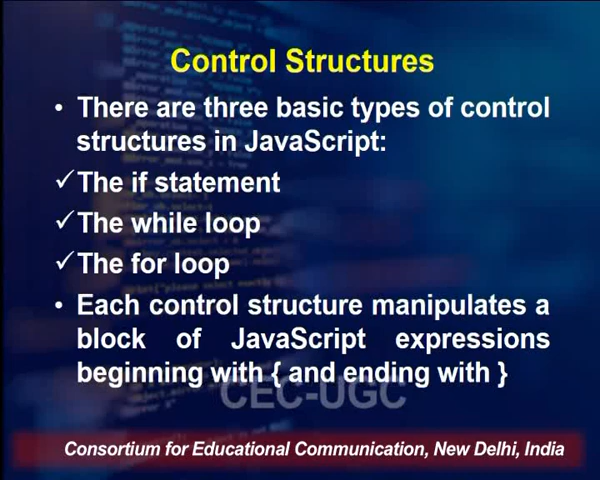 Control Structures
• There are three basic types of control
structures in JavaScript:
✓The if statement
✓The while loop
✓The for loop
• Each control structure manipulates a
block of JavaScript expressions
beginning with { and ending with }
CEC-UGC
Consortium for Educational Communication, New Delhi, India